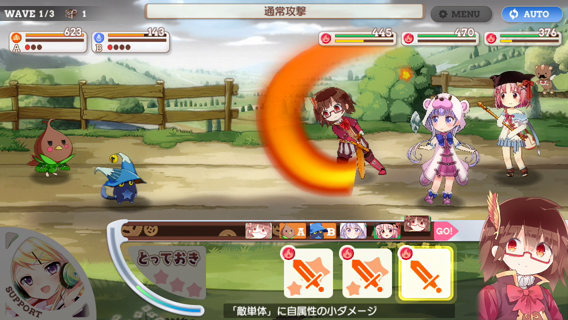 WAVE 1/3 1
通常攻撃
MENU
AUTO
623
A
143
B
445
470
376
A B GO!
とっておき
SUPPORT
「敵単体」に自属性の小ダメージ